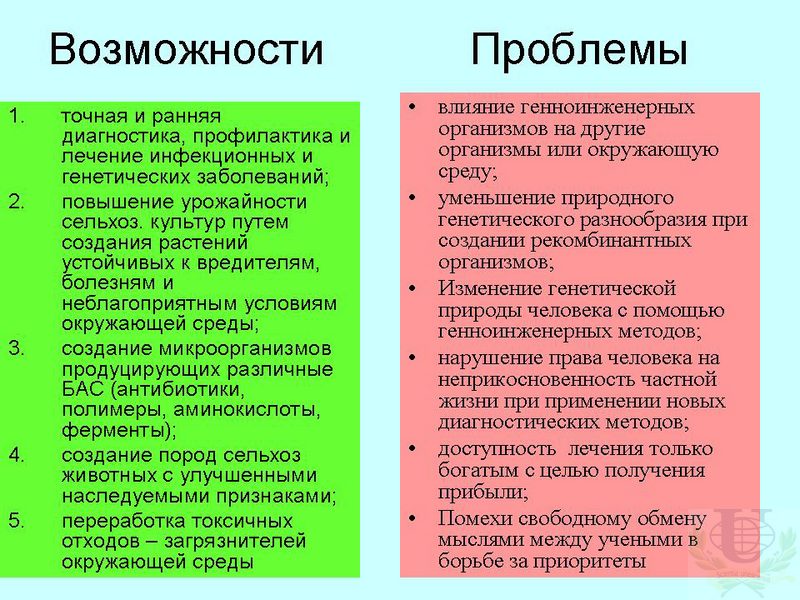 Возможности
1. точная и ранняя
диагностика, профилактика и
лечение инфекционных и
генетических заболеваний;
2. повышение урожайности
сельхоз. культур путем
создания растений
устойчивых к вредителям,
болезням и
неблагоприятным условиям
окружающей среды;
3. создание микроорганизмов
продуцирующих различные
БАС (антибиотики,
полимеры, аминокислоты,
ферменты);
4. создание пород сельхоз
животных с улучшенными
наследуемыми признаками;
5. переработка токсичных
отходов – загрязнителей
окружающей среды
Проблемы
• влияние генноинженерных
организмов на другие
организмы или окружающую
среду;
• уменьшение природного
генетического разнообразия при
создании рекомбинантных
организмов;
• Изменение генетической
природы человека с помощью
генноинженерных методов;
• нарушение права человека на
неприкосновенность частной
жизни при применении новых
диагностических методов;
• доступность лечения только
богатым с целью получения
прибыли;
• Помехи свободному обмену
мыслями между учеными в
борьбе за приоритеты